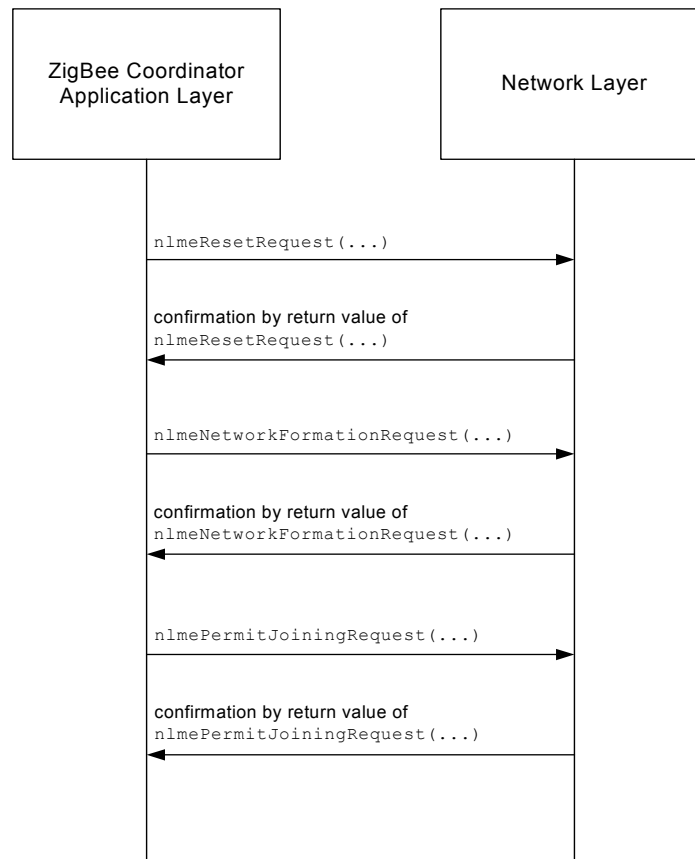 ZigBee Coordinator
Application Layer
Network Layer
nlmeResetRequest(...)
confirmation by return value of
nlmeResetRequest(...)
nlmeNetworkFormationRequest(...)
confirmation by return value of
nlmeNetworkFormationRequest(...)
nlmePermitJoiningRequest(...)
confirmation by return value of
nlmePermitJoiningRequest(...)